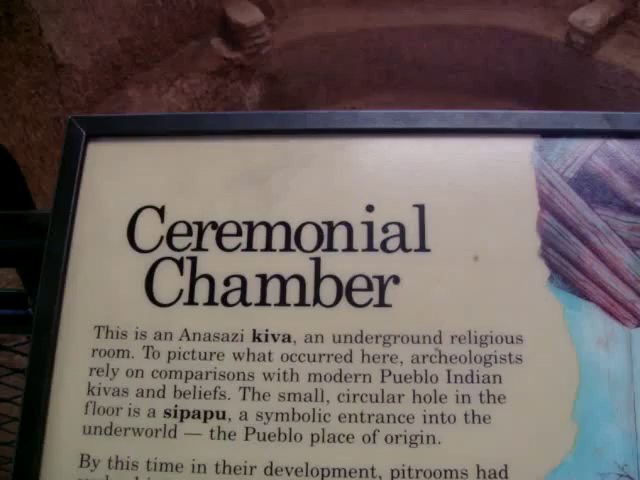 Ceremonial
Chamber
This is an Anasazi kiva, an underground religious
room. To picture what occurred here, archeologists
rely on comparisons with modern Pueblo Indian
kivas and beliefs. The small, circular hole in the
floor is a sipapu, a symbolic entrance into the
underworld — the Pueblo place of origin.
By this time in their development, pitrooms had